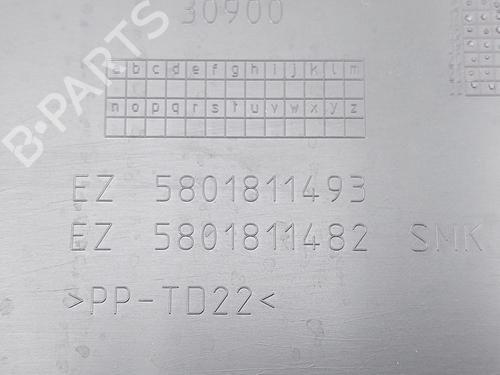 30900
a b c d e f g h i j k l m
n o p q r s t u v w x y z
EZ 5801811493
EZ 5801811482 SMK
>PP-TD22<
B-PARTS